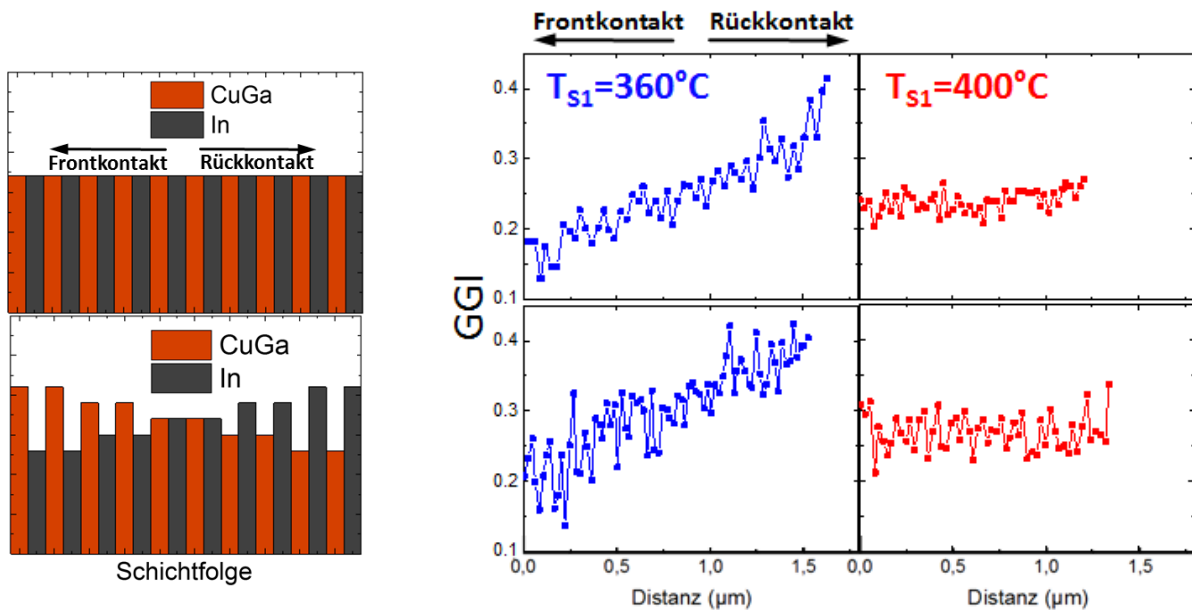 CuGa
In
Frontkontakt Rückkontakt
CuGa
In
Schichtfolge
Frontkontakt Rückkontakt
T_S1=360°C T_S1=400°C
GGI
0.4
0.3
0.2
0.1
0.4
0.3
0.2
0.1
0,0 0,5 1,0 1,5 0,0 0,5 1,0 1,5
Distanz (µm) Distanz (µm)